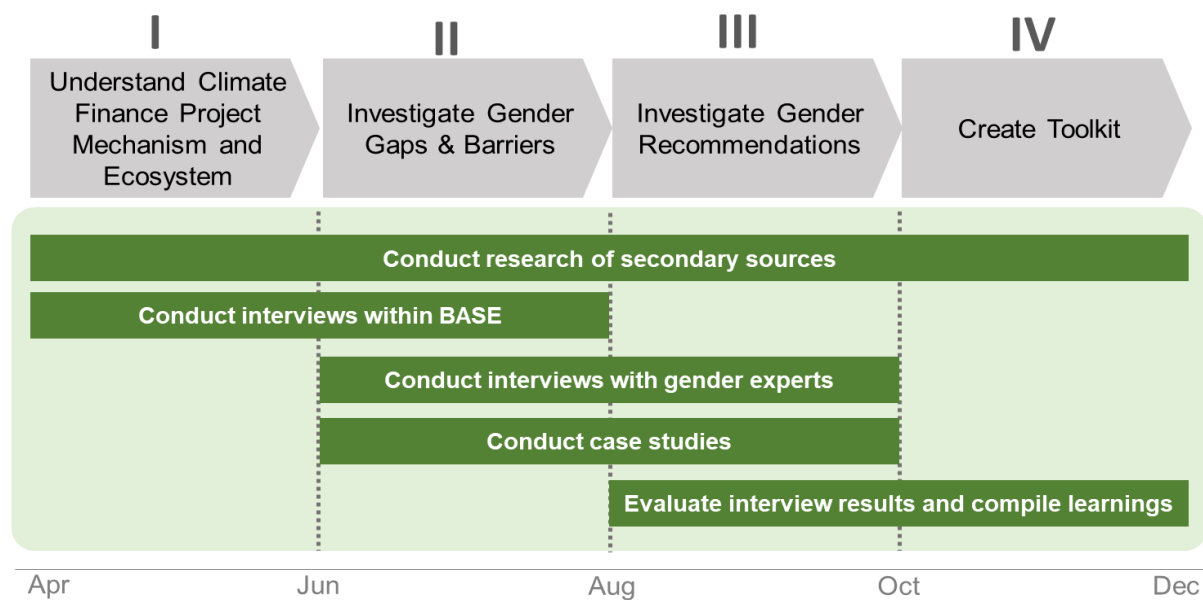 I
II
III
IV
Understand Climate
Finance Project
Mechanism and
Ecosystem
Investigate Gender
Gaps & Barriers
Investigate Gender
Recommendations
Create Toolkit
Conduct research of secondary sources
Conduct interviews within BASE
Conduct interviews with gender experts
Conduct case studies
Evaluate interview results and compile learnings
Apr
Jun
Aug
Oct
Dec